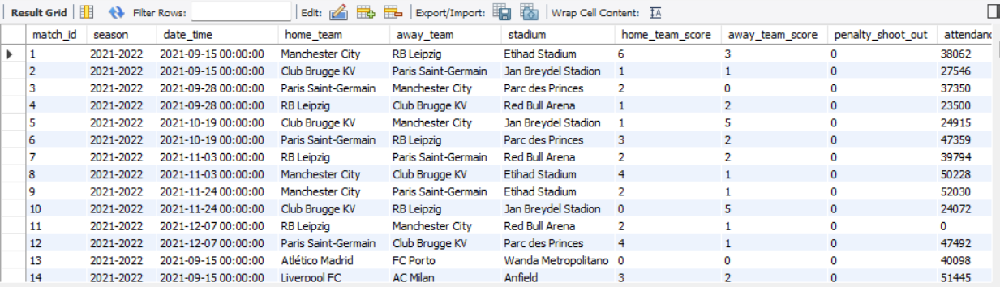 Result Grid Filter Rows: Edit: Export/Import: Wrap Cell Content:
match_id season date_time home_team away_team stadium home_team_score away_team_score penalty_shoot_out attendanc
1 2021-2022 2021-09-15 00:00:00 Manchester City RB Leipzig Etihad Stadium 6 3 0 38062
2 2021-2022 2021-09-15 00:00:00 Club Brugge KV Paris Saint-Germain Jan Breydel Stadion 1 1 0 27546
3 2021-2022 2021-09-28 00:00:00 Paris Saint-Germain Manchester City Parc des Princes 2 0 0 37350
4 2021-2022 2021-09-28 00:00:00 RB Leipzig Club Brugge KV Red Bull Arena 1 2 0 23500
5 2021-2022 2021-10-19 00:00:00 Club Brugge KV Manchester City Jan Breydel Stadion 1 5 0 24915
6 2021-2022 2021-10-19 00:00:00 Paris Saint-Germain RB Leipzig Parc des Princes 3 2 0 47359
7 2021-2022 2021-11-03 00:00:00 RB Leipzig Paris Saint-Germain Red Bull Arena 2 2 0 39794
8 2021-2022 2021-11-03 00:00:00 Manchester City Club Brugge KV Etihad Stadium 4 1 0 50228
9 2021-2022 2021-11-24 00:00:00 Manchester City Paris Saint-Germain Etihad Stadium 2 1 0 52030
10 2021-2022 2021-11-24 00:00:00 Club Brugge KV RB Leipzig Jan Breydel Stadion 0 5 0 24072
11 2021-2022 2021-12-07 00:00:00 RB Leipzig Manchester City Red Bull Arena 2 1 0 0
12 2021-2022 2021-12-07 00:00:00 Paris Saint-Germain Club Brugge KV Parc des Princes 4 1 0 47492
13 2021-2022 2021-09-15 00:00:00 Atlético Madrid FC Porto Wanda Metropolitano 0 0 0 40098
14 2021-2022 2021-09-15 00:00:00 Liverpool FC AC Milan Anfield 3 2 0 51445